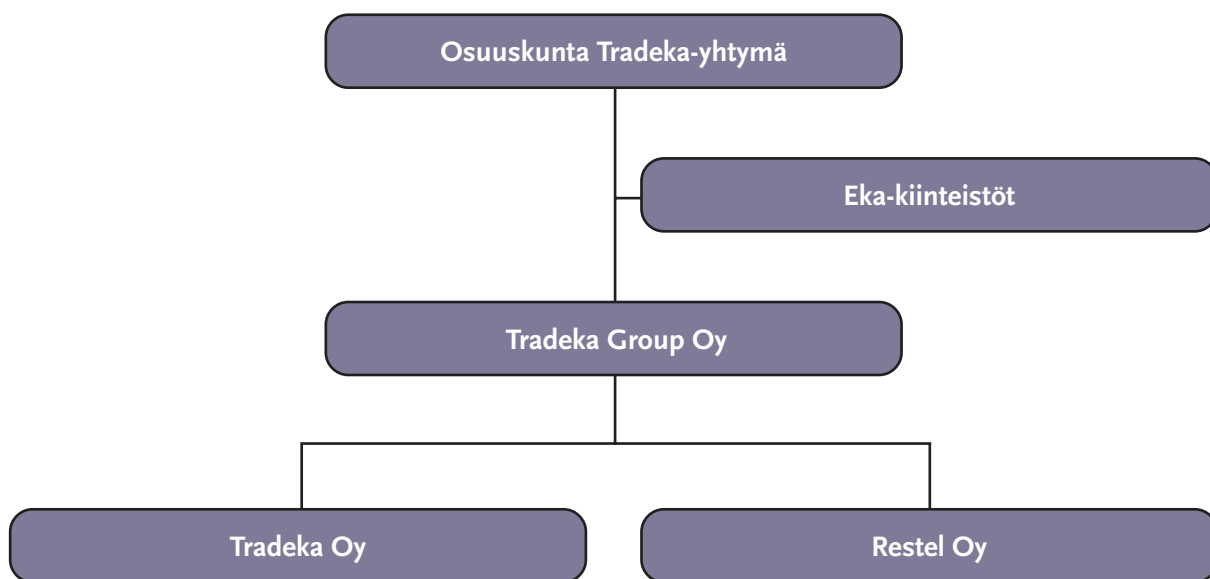 Osuuskunta Tradeka-yhtymä
Eka-kiinteistöt
Tradeka Group Oy
Tradeka Oy
Restel Oy